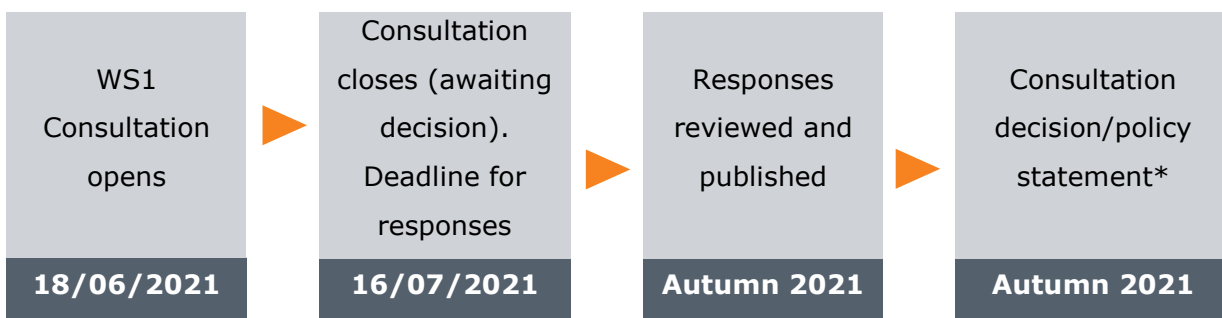 WS1
Consultation
opens
18/06/2021
Consultation
closes (awaiting
decision).
Deadline for
responses
16/07/2021
Responses
reviewed and
published
Autumn 2021
Consultation
decision/policy
statement*
Autumn 2021